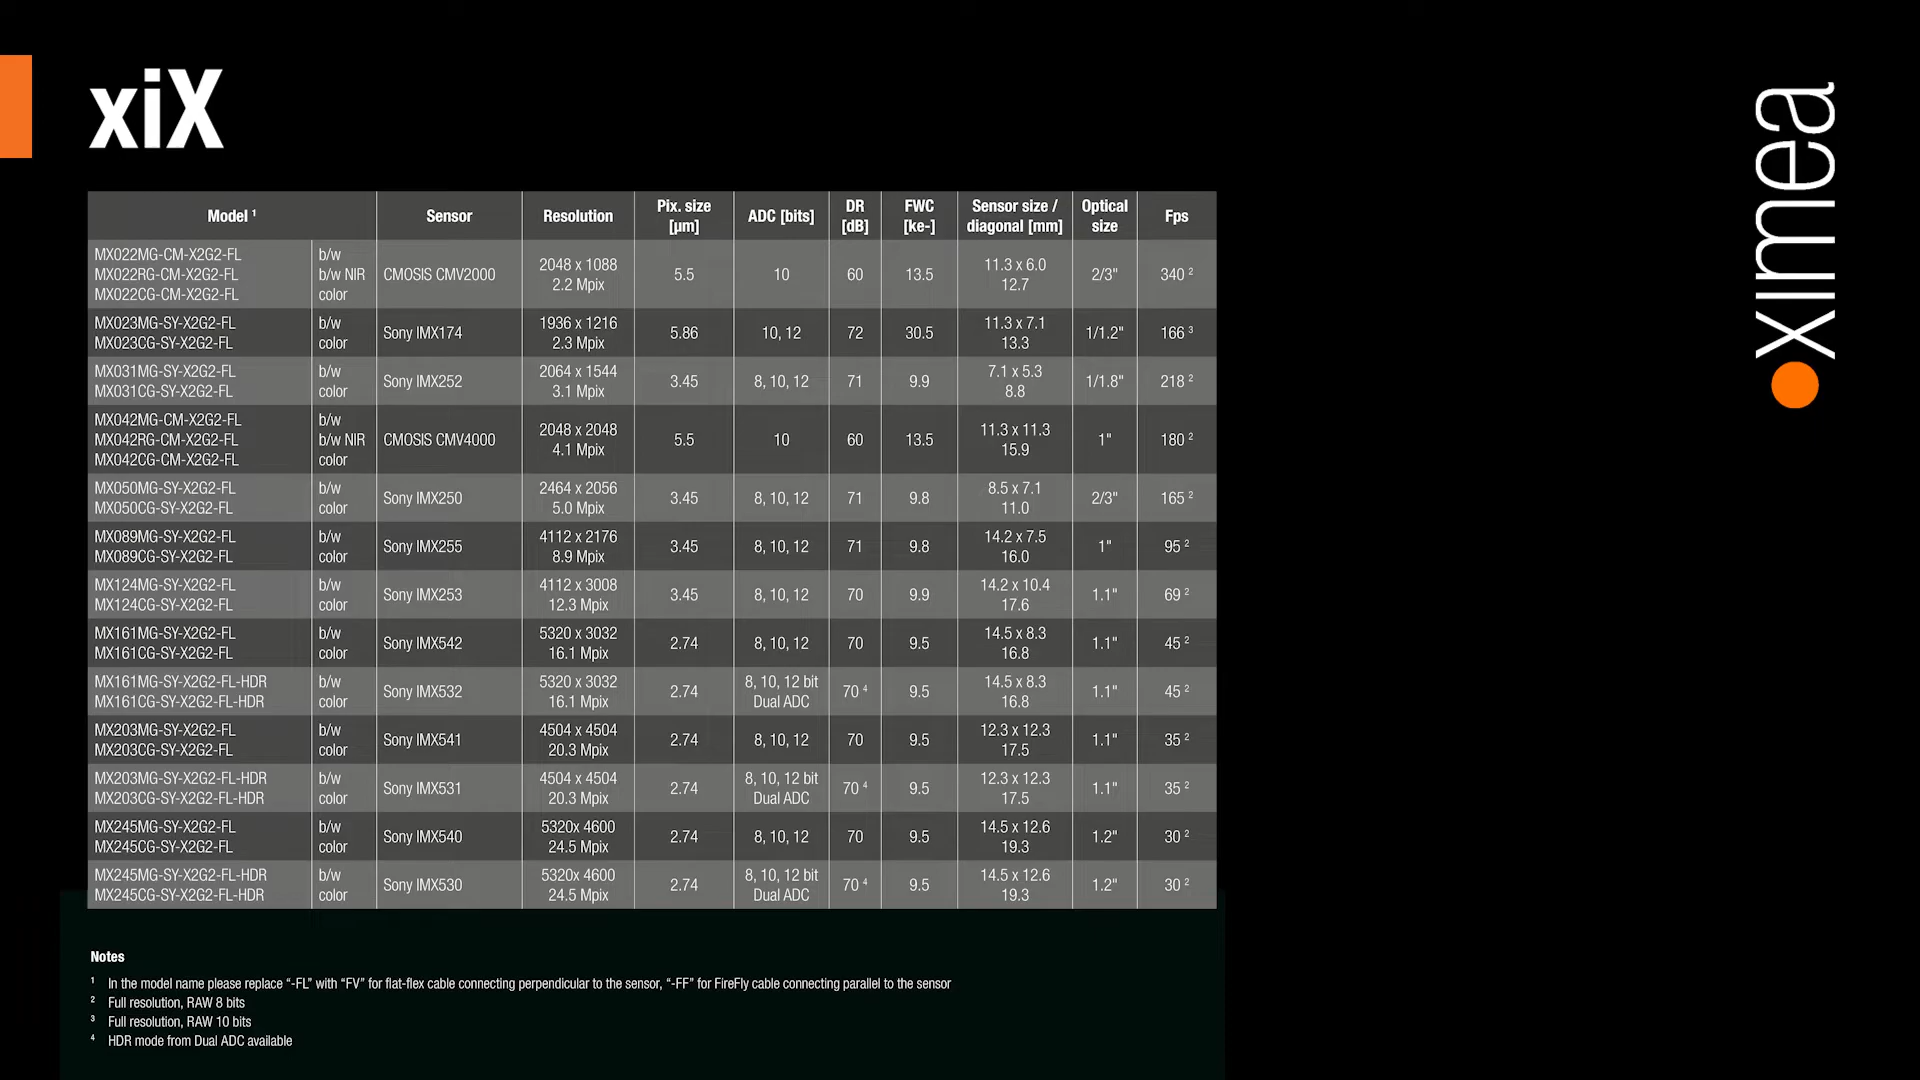 xiX
ximea
Model ¹ Sensor Resolution Pix. size [µm] ADC [bits] DR [dB] FWC [ke-] Sensor size / diagonal [mm] Optical size Fps
MX022MG-CM-X2G2-FL b/w
MX022RG-CM-X2G2-FL b/w NIR
MX022CG-CM-X2G2-FL color
CMOSIS CMV2000 2048 x 1088 2.2 Mpix 5.5 10 60 13.5 11.3 x 6.0 12.7 2/3" 340 ²
MX023MG-SY-X2G2-FL b/w
MX023CG-SY-X2G2-FL color
Sony IMX174 1936 x 1216 2.3 Mpix 5.86 10, 12 72 30.5 11.3 x 7.1 13.3 1/1.2" 166 ³
MX031MG-SY-X2G2-FL b/w
MX031CG-SY-X2G2-FL color
Sony IMX252 2064 x 1544 3.1 Mpix 3.45 8, 10, 12 71 9.9 7.1 x 5.3 8.8 1/1.8" 218 ²
MX042MG-CM-X2G2-FL b/w
MX042RG-CM-X2G2-FL b/w NIR
MX042CG-CM-X2G2-FL color
CMOSIS CMV4000 2048 x 2048 4.1 Mpix 5.5 10 60 13.5 11.3 x 11.3 15.9 1" 180 ²
MX050MG-SY-X2G2-FL b/w
MX050CG-SY-X2G2-FL color
Sony IMX250 2464 x 2056 5.0 Mpix 3.45 8, 10, 12 71 9.8 8.5 x 7.1 11.0 2/3" 165 ²
MX089MG-SY-X2G2-FL b/w
MX089CG-SY-X2G2-FL color
Sony IMX255 4112 x 2176 8.9 Mpix 3.45 8, 10, 12 71 9.8 14.2 x 7.5 16.0 1" 95 ²
MX124MG-SY-X2G2-FL b/w
MX124CG-SY-X2G2-FL color
Sony IMX253 4112 x 3008 12.3 Mpix 3.45 8, 10, 12 70 9.9 14.2 x 10.4 17.6 1.1" 69 ²
MX161MG-SY-X2G2-FL b/w
MX161CG-SY-X2G2-FL color
Sony IMX542 5320 x 3032 16.1 Mpix 2.74 8, 10, 12 70 9.5 14.5 x 8.3 16.8 1.1" 45 ²
MX161MG-SY-X2G2-FL-HDR b/w
MX161CG-SY-X2G2-FL-HDR color
Sony IMX532 5320 x 3032 16.1 Mpix 2.74 8, 10, 12 bit Dual ADC 70 ⁴ 9.5 14.5 x 8.3 16.8 1.1" 45 ²
MX203MG-SY-X2G2-FL b/w
MX203CG-SY-X2G2-FL color
Sony IMX541 4504 x 4504 20.3 Mpix 2.74 8, 10, 12 70 9.5 12.3 x 12.3 17.5 1.1" 35 ²
MX203MG-SY-X2G2-FL-HDR b/w
MX203CG-SY-X2G2-FL-HDR color
Sony IMX531 4504 x 4504 20.3 Mpix 2.74 8, 10, 12 bit Dual ADC 70 ⁴ 9.5 12.3 x 12.3 17.5 1.1" 35 ²
MX245MG-SY-X2G2-FL b/w
MX245CG-SY-X2G2-FL color
Sony IMX540 5320x 4600 24.5 Mpix 2.74 8, 10, 12 70 9.5 14.5 x 12.6 19.3 1.2" 30 ²
MX245MG-SY-X2G2-FL-HDR b/w
MX245CG-SY-X2G2-FL-HDR color
Sony IMX530 5320x 4600 24.5 Mpix 2.74 8, 10, 12 bit Dual ADC 70 ⁴ 9.5 14.5 x 12.6 19.3 1.2" 30 ²
Notes
¹ In the model name please replace “-FL” with “FV” for flat-flex cable connecting perpendicular to the sensor, “-FF” for FireFly cable connecting parallel to the sensor
² Full resolution, RAW 8 bits
³ Full resolution, RAW 10 bits
⁴ HDR mode from Dual ADC available